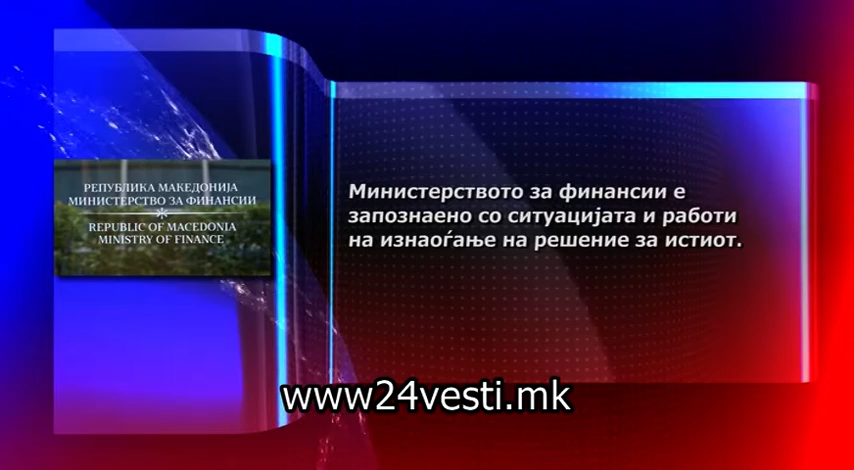 РЕПУБЛИКА МАКЕДОНИЈА
МИНИСТЕРСТВО ЗА ФИНАНСИИ
REPUBLIC OF MACEDONIA
MINISTRY OF FINANCE
Министерството за финансии е
запознаено со ситуацијата и работи
на изнаоѓање на решение за истиот.
www24vesti.mk